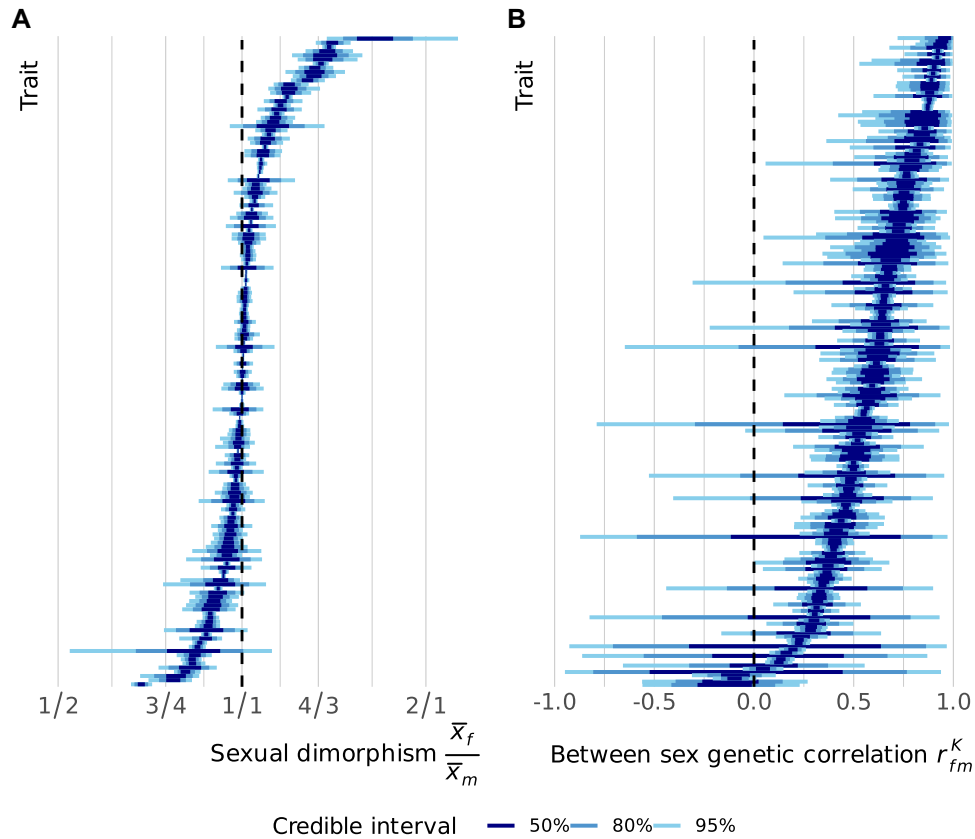 A
B
Trait
Trait
1/2 3/4 1/1 4/3 2/1
-1.0 -0.5 0.0 0.5 1.0
Sexual dimorphism x̅f / x̅m
Between sex genetic correlation r^K_fm
Credible interval 50% 80% 95%